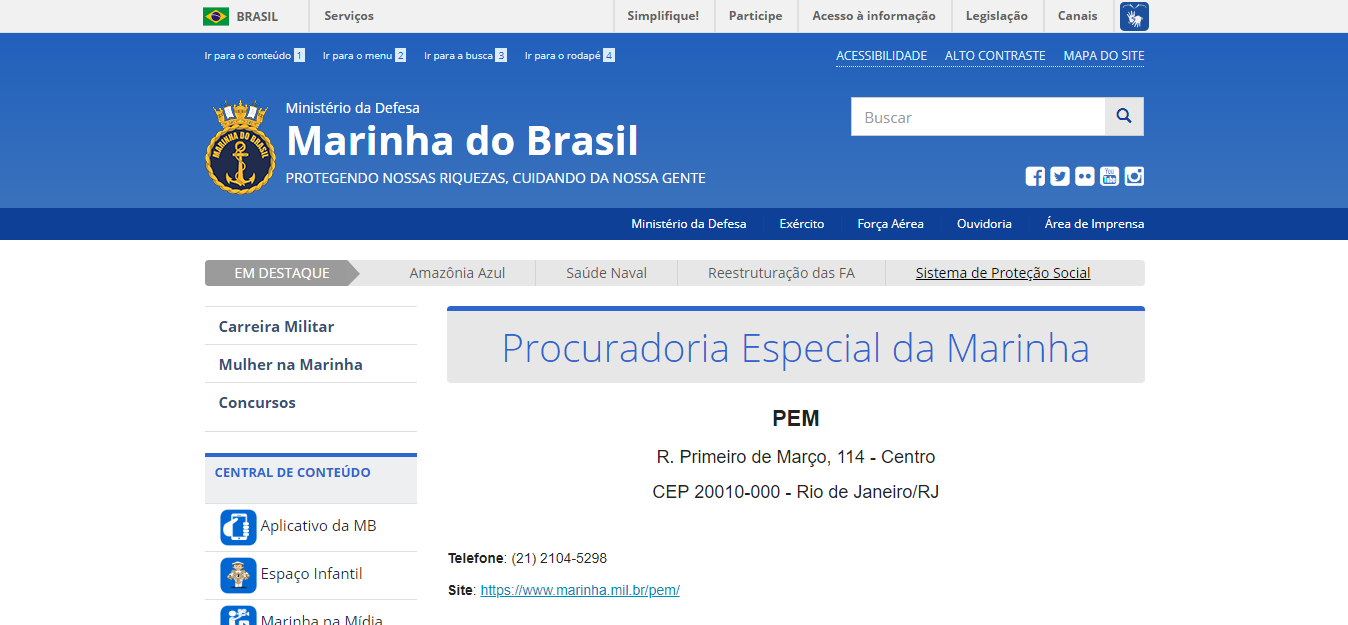 BRASIL Serviços Simplifique! Participe Acesso à informação Legislação Canais
Ir para o conteúdo 1 Ir para o menu 2 Ir para a busca 3 Ir para o rodapé 4 ACESSIBILIDADE ALTO CONTRASTE MAPA DO SITE
MARINHA DO BRASIL
Ministério da Defesa
Marinha do Brasil
PROTEGENDO NOSSAS RIQUEZAS, CUIDANDO DA NOSSA GENTE
Buscar
You Tube
Ministério da Defesa Exército Força Aérea Ouvidoria Área de Imprensa
EM DESTAQUE Amazônia Azul Saúde Naval Reestruturação das FA Sistema de Proteção Social
Carreira Militar
Mulher na Marinha
Concursos
CENTRAL DE CONTEÚDO
Aplicativo da MB
Espaço Infantil
Marinha na Mídia
Procuradoria Especial da Marinha
PEM
R. Primeiro de Março, 114 - Centro
CEP 20010-000 - Rio de Janeiro/RJ
Telefone: (21) 2104-5298
Site: https://www.marinha.mil.br/pem/